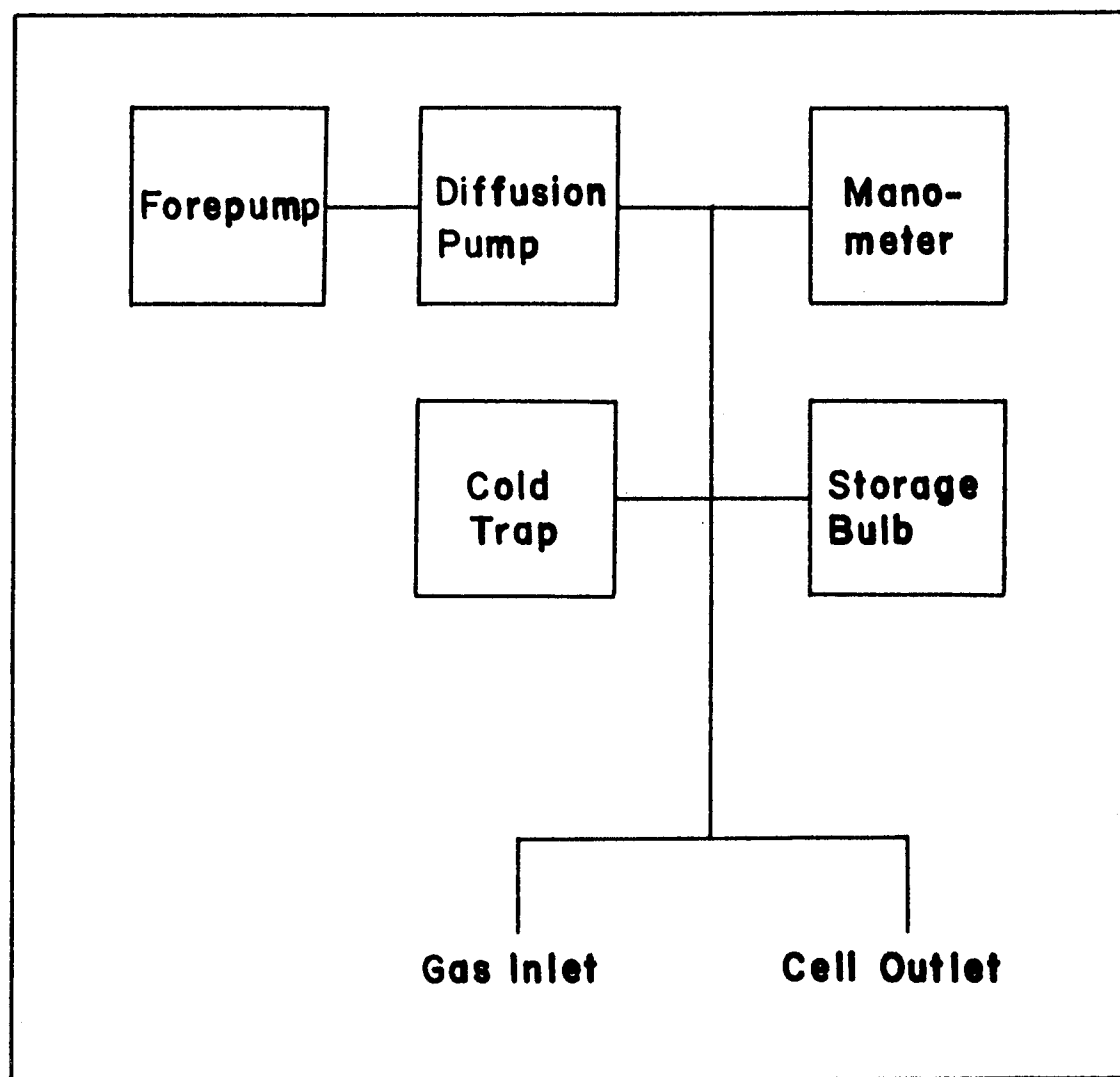 Forepump
Diffusion
Pump
Mano-
meter
Cold
Trap
Storage
Bulb
Gas Inlet
Cell Outlet